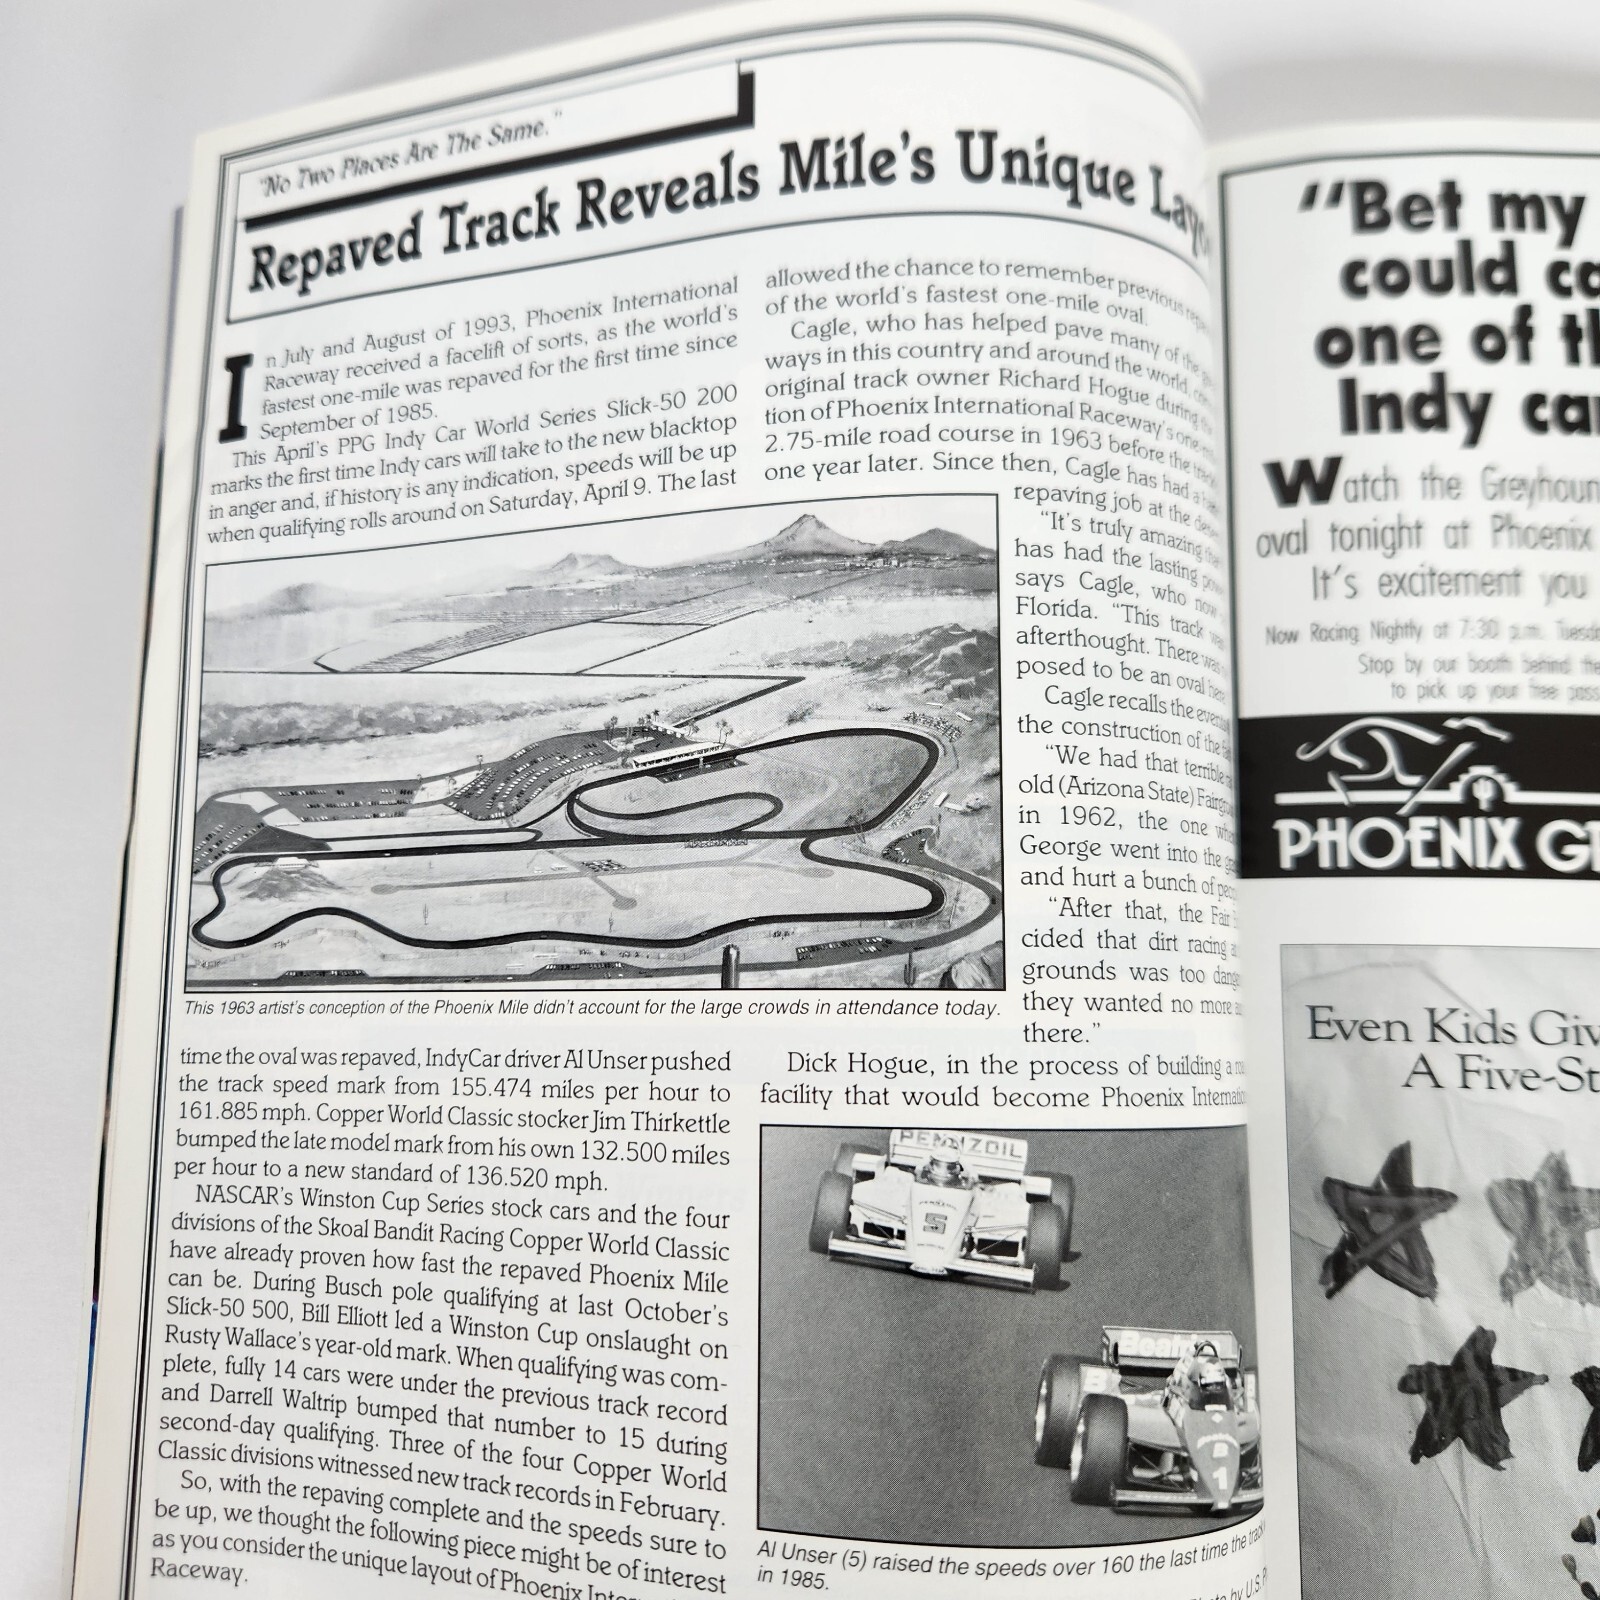 "No Two Places Are The Same."
Repaved Track Reveals Mile's Unique
In July and August of 1993, Phoenix International
Raceway received a facelift of sorts, as the world's
fastest one-mile was repaved for the first time since
September of 1985.
This April's PPG Indy Car World Series Slick-50 200
marks the first time Indy cars will take to the new blacktop
in anger and, if history is any indication, speeds will be up
when qualifying rolls around on Saturday, April 9. The last
This 1963 artist's conception of the Phoenix Mile didn't account for the large crowds in attendance today.
time the oval was repaved, IndyCar driver Al Unser pushed
the track speed mark from 155.474 miles per hour to
161.885 mph. Copper World Classic stocker Jim Thirkettle
bumped the late model mark from his own 132.500 miles
per hour to a new standard of 136.520 mph.
NASCAR's Winston Cup Series stock cars and the four
divisions of the Skoal Bandit Racing Copper World Classic
have already proven how fast the repaved Phoenix Mile
can be. During Busch pole qualifying at last October's
Slick-50 500, Bill Elliott led a Winston Cup onslaught on
Rusty Wallace's year-old mark. When qualifying was com-
plete, fully 14 cars were under the previous track record
and Darrell Waltrip bumped that number to 15 during
second-day qualifying. Three of the four Copper World
Classic divisions witnessed new track records in February.
So, with the repaving complete and the speeds sure to
be up, we thought the following piece might be of interest
as you consider the unique layout of Phoenix
Raceway.
allowed the chance to remember previous
of the world's fastest one-mile oval.
Cagle, who has helped pave many of the
ways in this country and around the world,
original track owner Richard Hogue during
tion of Phoenix International Raceway's one-
2.75-mile road course in 1963 before the
one year later. Since then, Cagle has had a
repaving job at the
"It's truly amazing
has had the lasting
says Cagle, who now
Florida. "This track
afterthought. There
posed to be an oval here
Cagle recalls the
the construction of the
"We had that terrible
old (Arizona State)
in 1962, the one
George went into the
and hurt a bunch of
"After that, the Fair
cided that dirt racing
grounds was too
they wanted no more
there."
Dick Hogue, in the process of building a
facility that would become Phoenix
PENNZOIL
5
1
Al Unser (5) raised the speeds over 160 the last time the
in 1985.
by U.S.
"Bet my
could
one of
Indy
Watch the
oval tonight at Phoenix
It's excitement you
Now Racing Nightly at 7:30 p.m.
Stop by our booth behind the
to pick up your free
PHOENIX
Even Kids
A